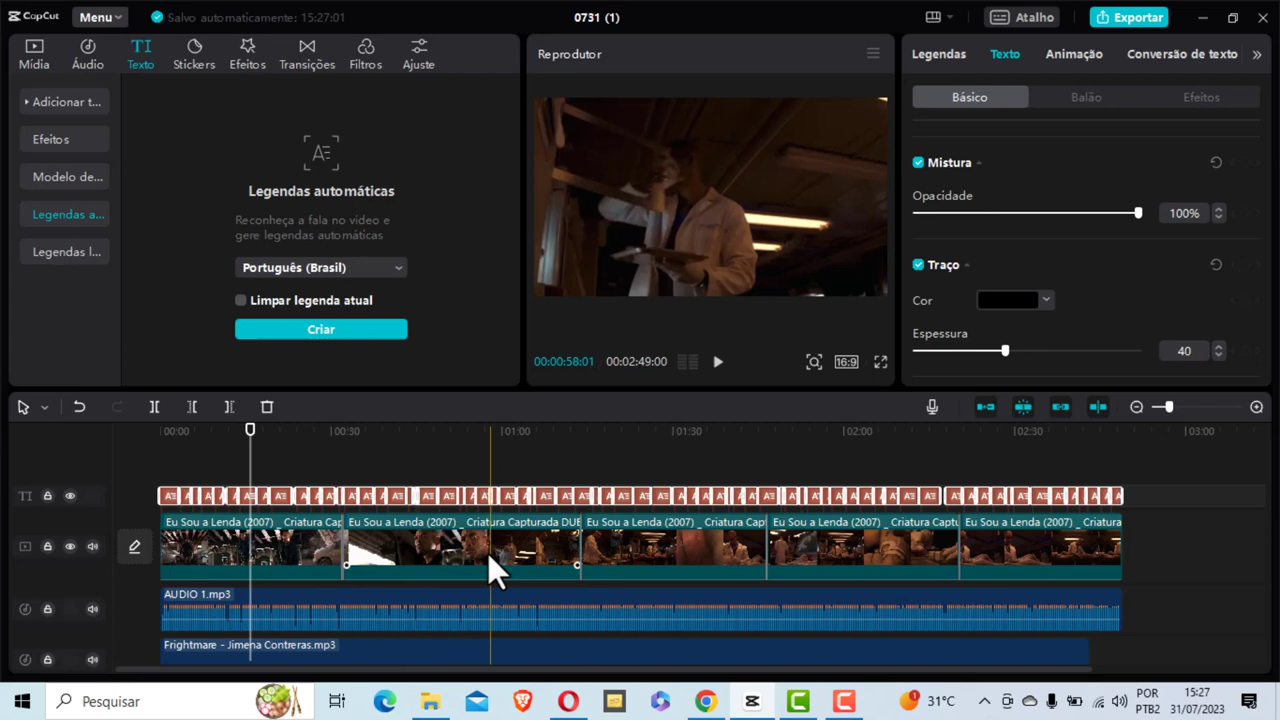 CapCut
Menu
Salvo automaticamente: 15:27:01
0731 (1)
Atalho
Exportar
Mídia
Áudio
Texto
Stickers
Efeitos
Transições
Filtros
Ajuste
Adicionar t...
Efeitos
Modelo de...
Legendas a...
Legendas l...
Legendas automáticas
Reconheça a fala no vídeo e
gere legendas automáticas
Português (Brasil)
Limpar legenda atual
Criar
Reprodutor
00:00:58:01
00:02:49:00
16:9
Legendas
Texto
Animação
Conversão de texto
Básico
Balão
Efeitos
Mistura
Opacidade
100%
Traço
Cor
Espessura
40
00:00
00:30
01:00
01:30
02:00
02:30
03:00
Eu Sou a Lenda (2007) _ Criatura Cap
Eu Sou a Lenda (2007) _ Criatura Capturada DUB
Eu Sou a Lenda (2007) _ Criatura Capt
Eu Sou a Lenda (2007) _ Criatura Captu
Eu Sou a Lenda (2007) _ Criatura
AUDIO 1.mp3
Frightmare - Jimena Contreras.mp3
Pesquisar
1
31°C
POR
PTB2
15:27
31/07/2023